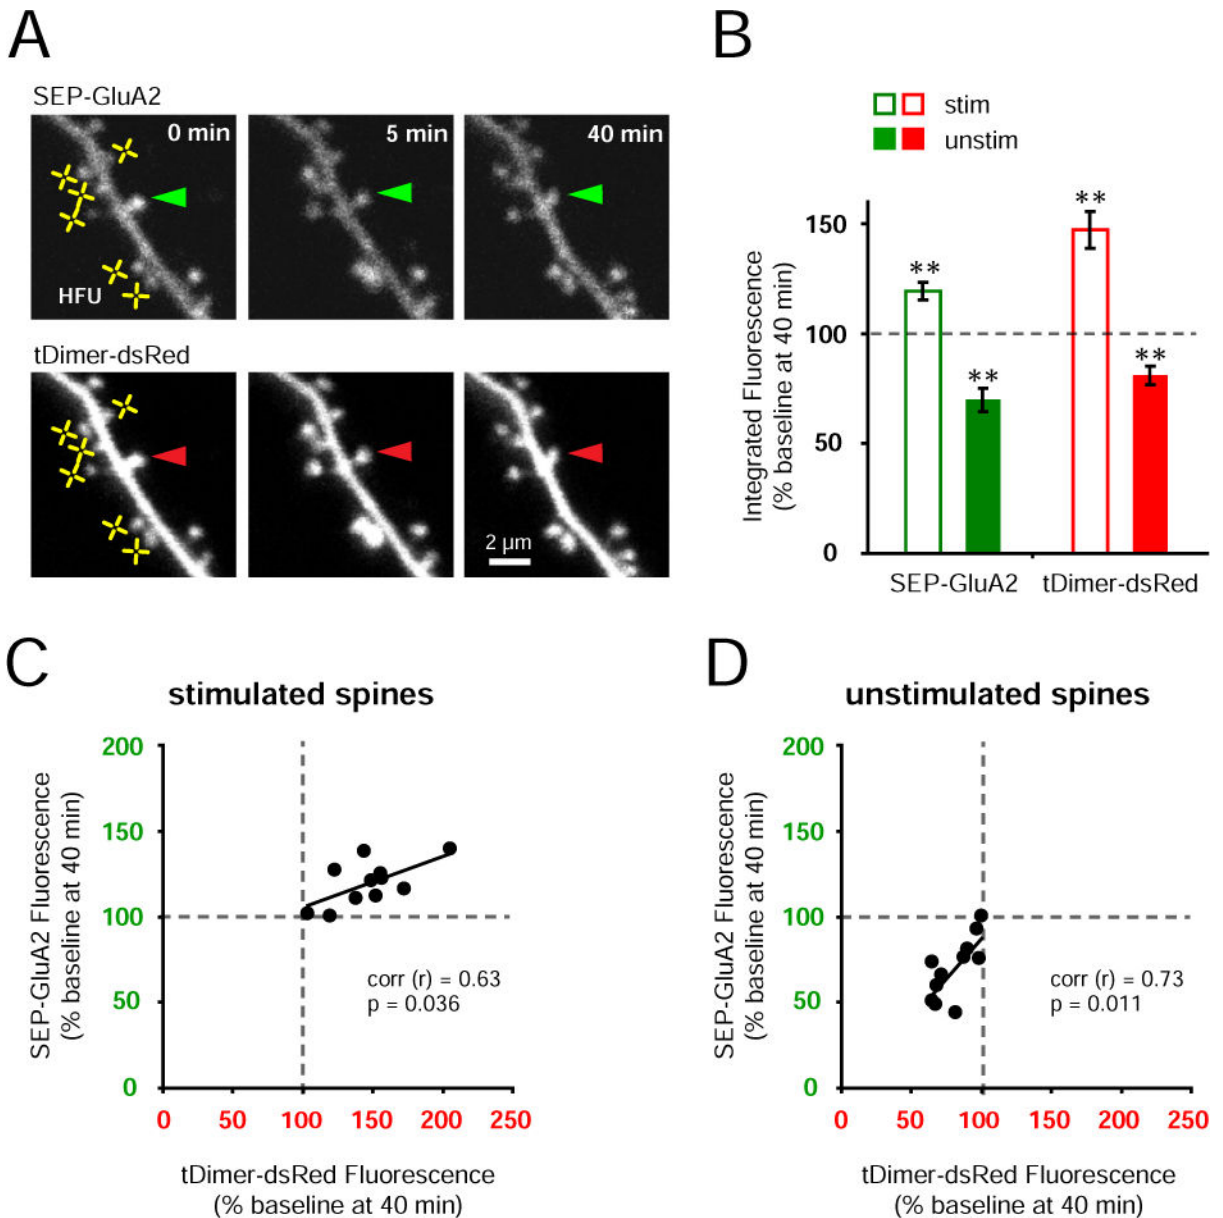 A
SEP-GluA2
0 min
5 min
40 min
HFU
tDimer-dsRed
2 µm
B
stim
unstim
Integrated Fluorescence
(% baseline at 40 min)
150
100
50
0
**
**
**
**
SEP-GluA2
tDimer-dsRed
C
stimulated spines
SEP-GluA2 Fluorescence
(% baseline at 40 min)
200
150
100
50
0
corr (r) = 0.63
p = 0.036
0 50 100 150 200 250
tDimer-dsRed Fluorescence
(% baseline at 40 min)
D
unstimulated spines
SEP-GluA2 Fluorescence
(% baseline at 40 min)
200
150
100
50
0
corr (r) = 0.73
p = 0.011
0 50 100 150 200 250
tDimer-dsRed Fluorescence
(% baseline at 40 min)